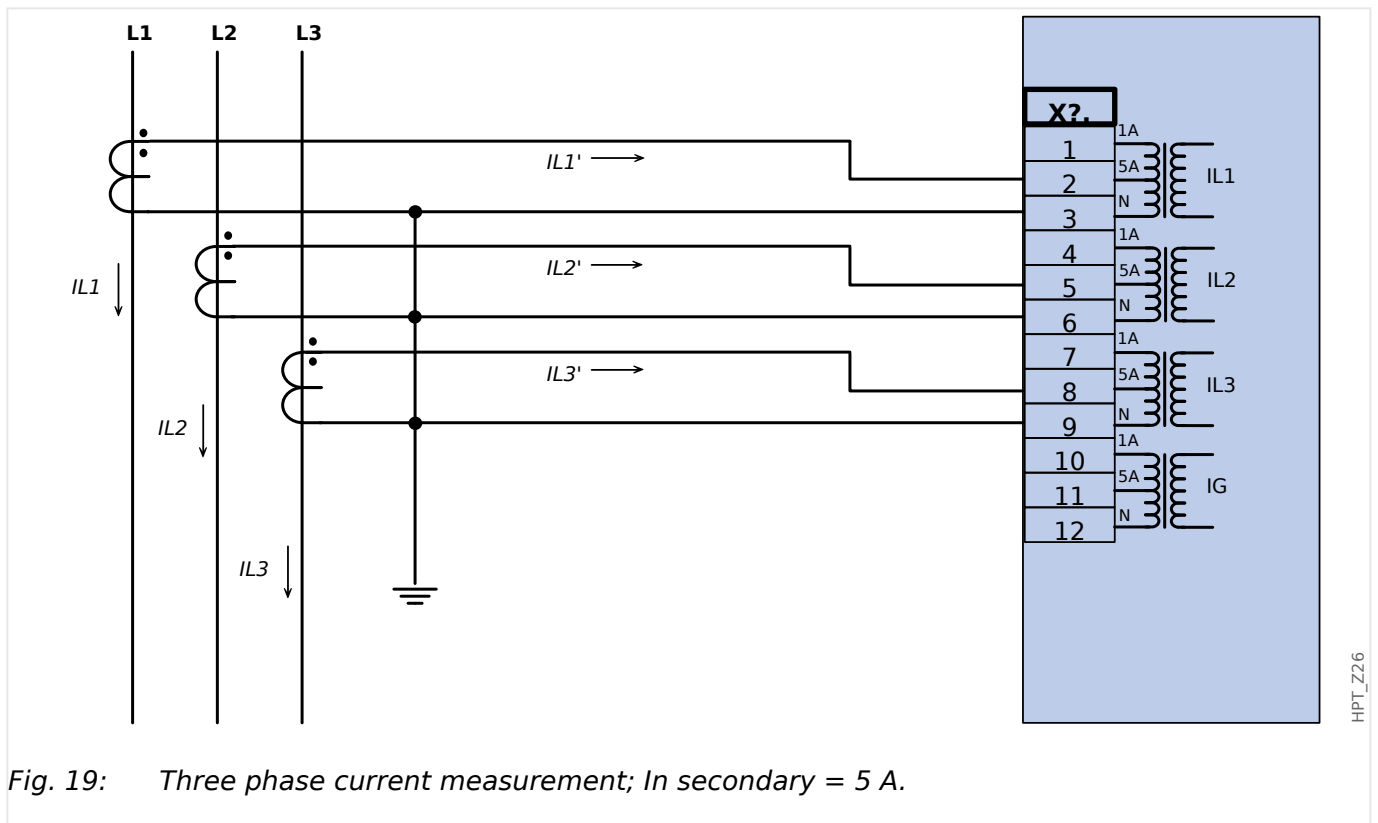 L1 L2 L3
X?.
1 1A
IL1' 5A IL1
2
N
3
1A
4
IL2' 5A IL2
IL1
5
N
6
1A
7
IL3' 5A IL3
8
N
IL2 9
1A
10
5A IG
11
N
12
IL3
HPT_Z26
Fig. 19: Three phase current measurement; In secondary = 5 A.